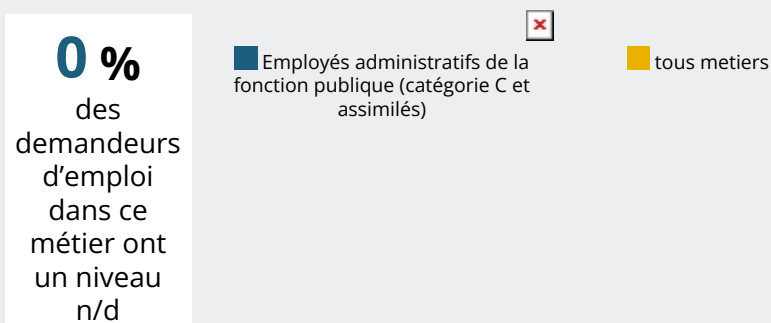 0 %
des
demandeurs
d'emploi
dans ce
métier ont
un niveau
n/d
Employés administratifs de la
fonction publique (catégorie C et
assimilés)
tous metiers